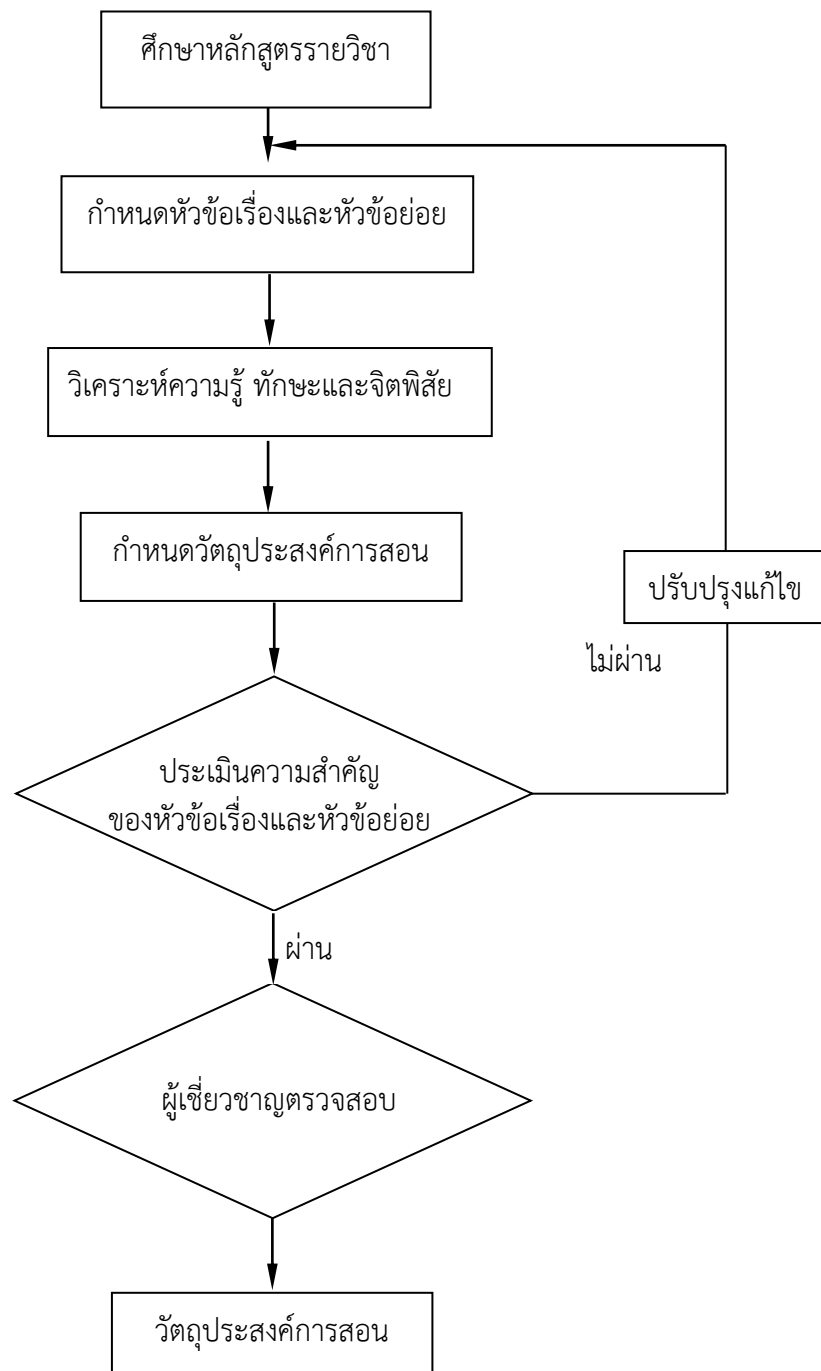 ศึกษาหลักสูตรรายวิชา
กำหนดหัวข้อเรื่องและหัวข้อย่อย
วิเคราะห์ความรู้ ทักษะและจิตพิสัย
กำหนดวัตถุประสงค์การสอน
ปรับปรุงแก้ไข
ไม่ผ่าน
ประเมินความสำคัญ
ของหัวข้อเรื่องและหัวข้อย่อย
ผ่าน
ผู้เชี่ยวชาญตรวจสอบ
วัตถุประสงค์การสอน